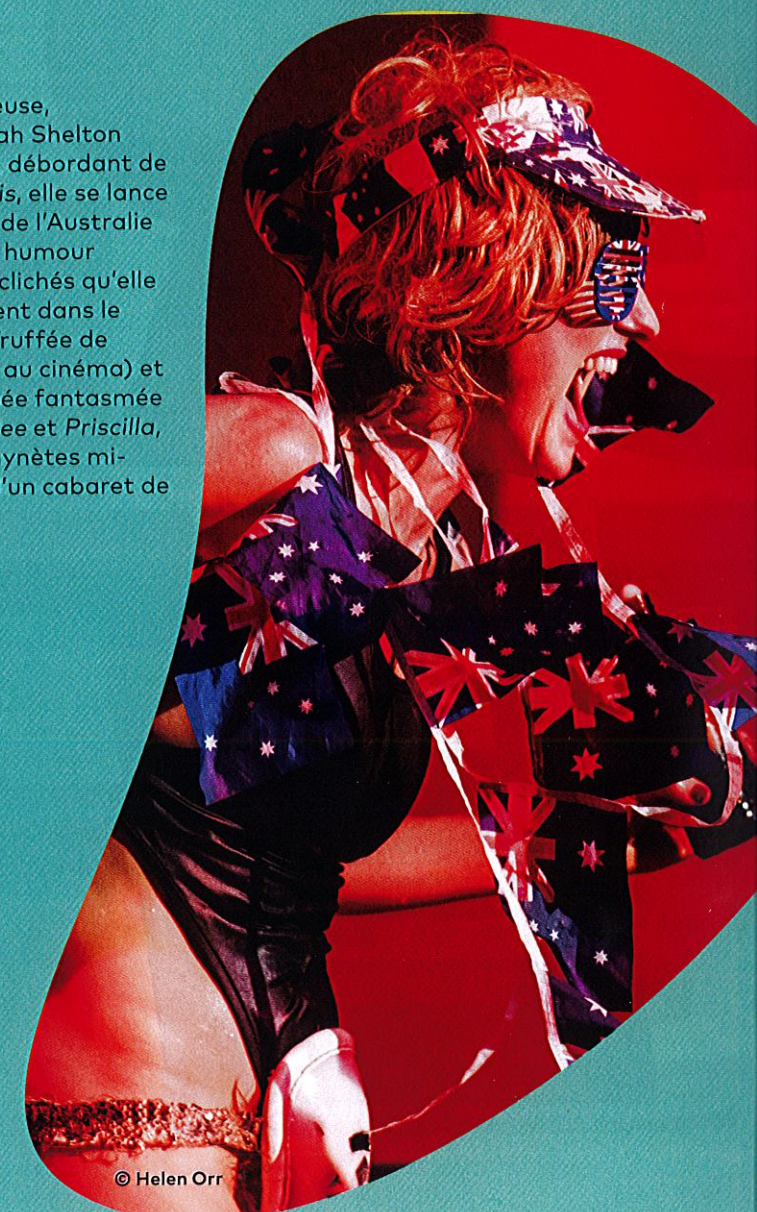 euse,
ah Shelton
débordant de
is, elle se lance
de l'Australie
humour
clichés qu'elle
ent dans le
ruffée de
au cinéma) et
ée fantasmée
ee et Priscilla,
ynètes mi-
'un cabaret de
© Helen Orr